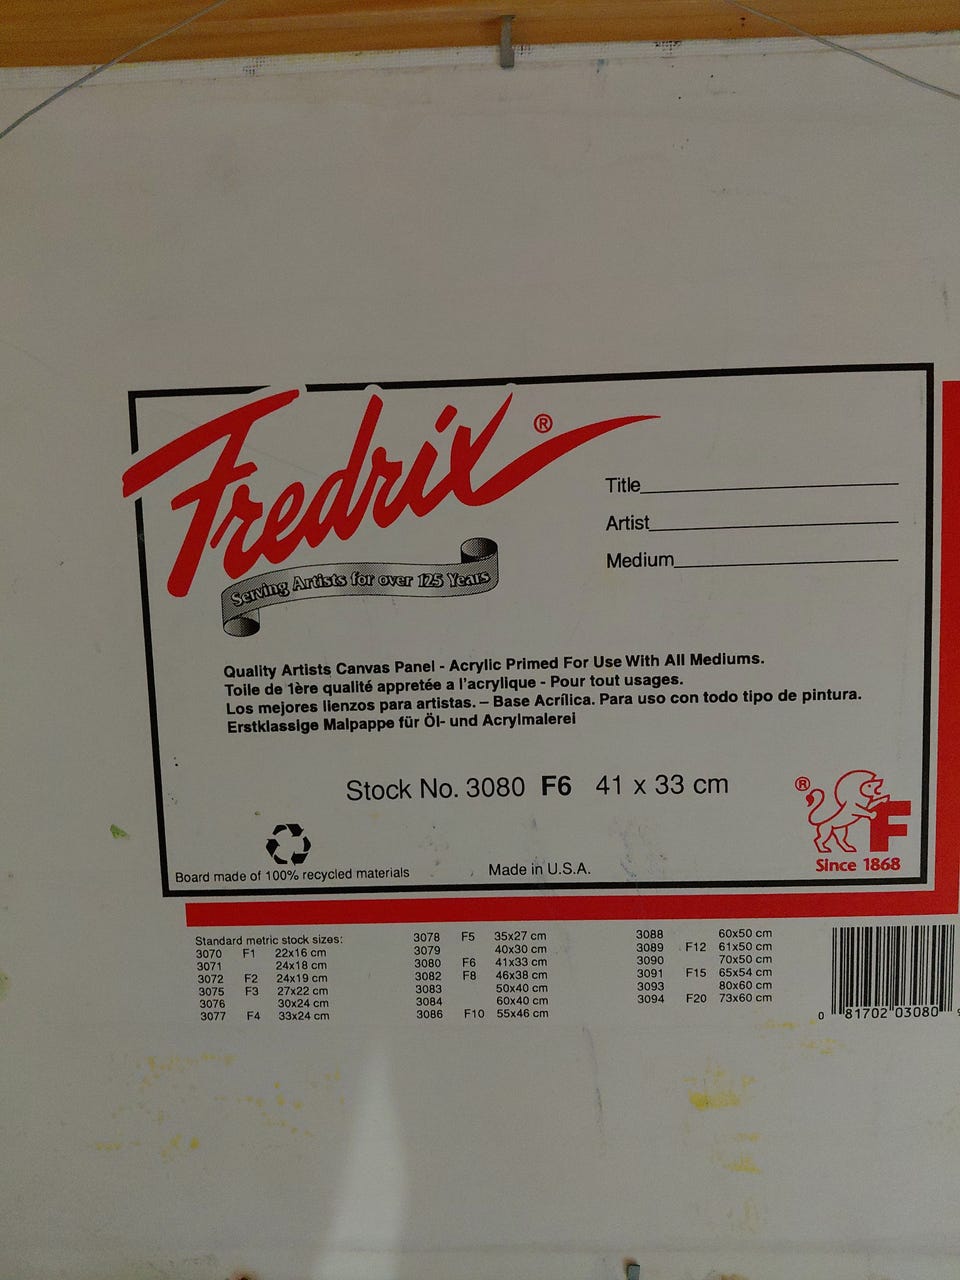 Fredrix®
Serving Artists for over 125 Years
Title
Artist
Medium
Quality Artists Canvas Panel - Acrylic Primed For Use With All Mediums.
Toile de 1ère qualité appretée a l'acrylique - Pour tout usages.
Los mejores lienzos para artistas. – Base Acrílica. Para uso con todo tipo de pintura.
Erstklassige Malpappe für Öl- und Acrylmalerei
Stock No. 3080 F6 41 x 33 cm
® F
Since 1868
Board made of 100% recycled materials
Made in U.S.A.
Standard metric stock sizes:
3070 F1 22x16 cm
3071 24x18 cm
3072 F2 24x19 cm
3075 F3 27x22 cm
3076 30x24 cm
3077 F4 33x24 cm
3078 F5 35x27 cm
3079 40x30 cm
3080 F6 41x33 cm
3082 F8 46x38 cm
3083 50x40 cm
3084 60x40 cm
3086 F10 55x46 cm
3088 60x50 cm
3089 F12 61x50 cm
3090 70x50 cm
3091 F15 65x54 cm
3093 80x60 cm
3094 F20 73x60 cm
0 81702 03080